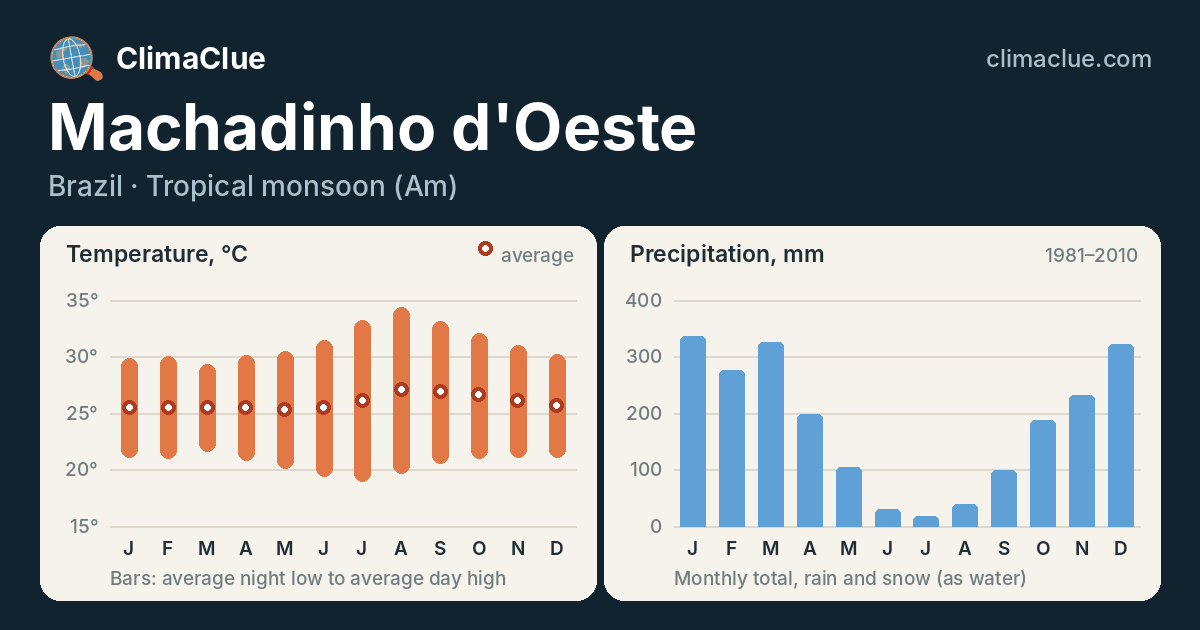 ClimaClue
climaclue.com
Machadinho d'Oeste
Brazil · Tropical monsoon (Am)
Temperature, °C
average
35°
30°
25°
20°
15°
J F M A M J J A S O N D
Bars: average night low to average day high
Precipitation, mm
1981–2010
400
300
200
100
0
J F M A M J J A S O N D
Monthly total, rain and snow (as water)